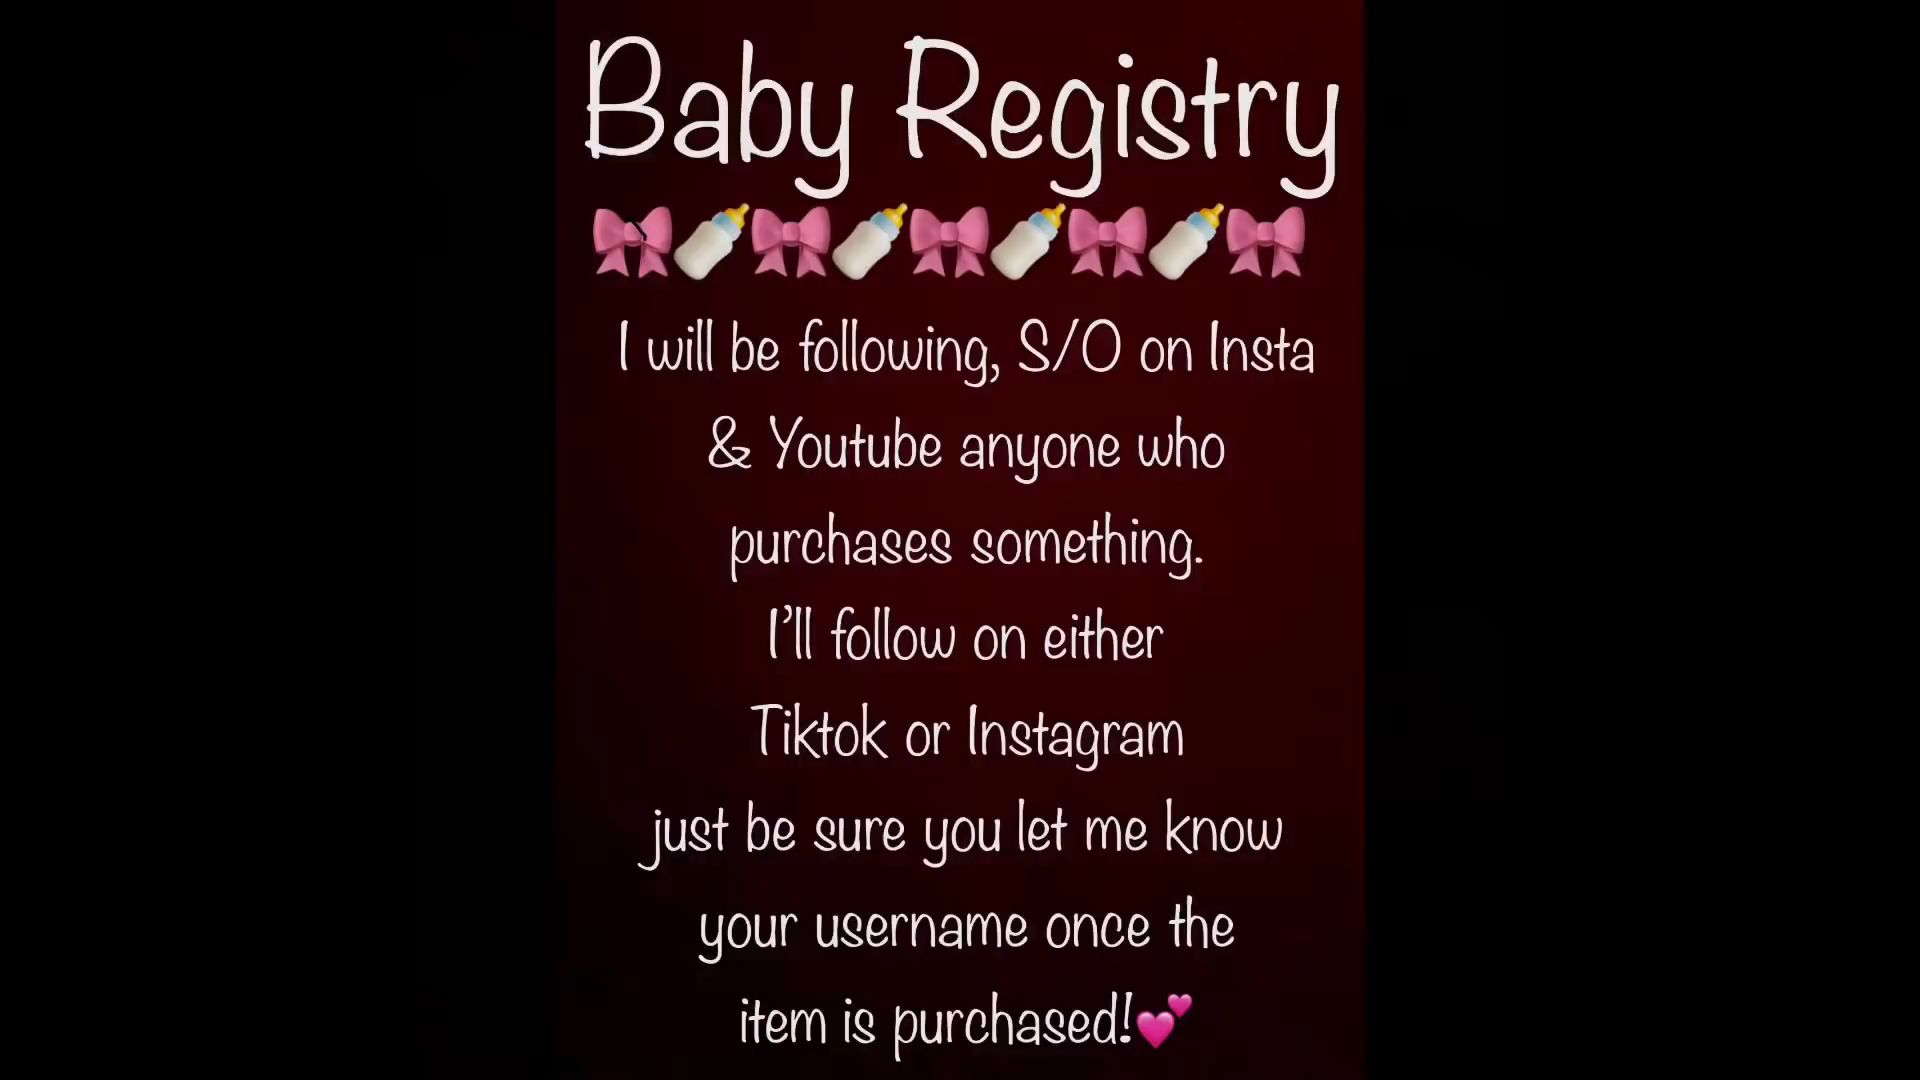 Baby Registry
🎀🍼🎀🍼🎀🍼🎀🍼🎀
I will be following, S/O on Insta
& Youtube anyone who
purchases something.
I'll follow on either
Tiktok or Instagram
just be sure you let me know
your username once the
item is purchased!💕